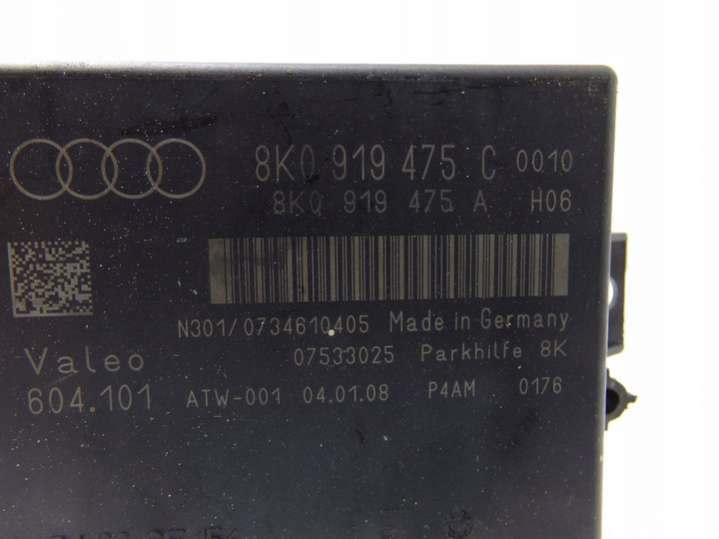 8K0 919 475 C 0010
8K0 919 475 A H06
N301/0734610405 Made in Germany
Valeo 07533025 Parkhilfe 8K
604.101 ATW-001 04.01.08 P4AM 0176